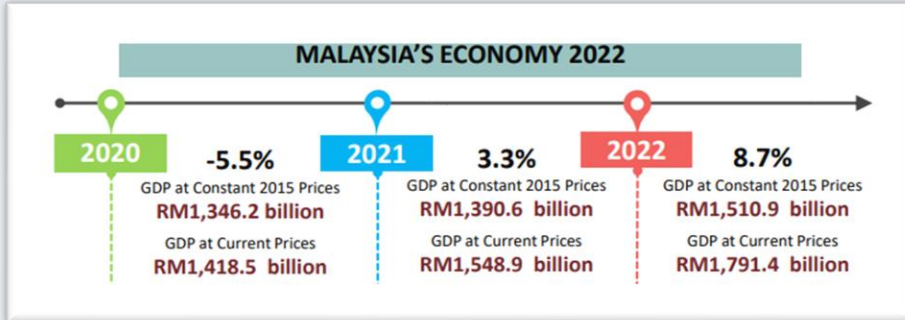 MALAYSIA'S ECONOMY 2022
2020
-5.5%
GDP at Constant 2015 Prices
RM1,346.2 billion
GDP at Current Prices
RM1,418.5 billion
2021
3.3%
GDP at Constant 2015 Prices
RM1,390.6 billion
GDP at Current Prices
RM1,548.9 billion
2022
8.7%
GDP at Constant 2015 Prices
RM1,510.9 billion
GDP at Current Prices
RM1,791.4 billion